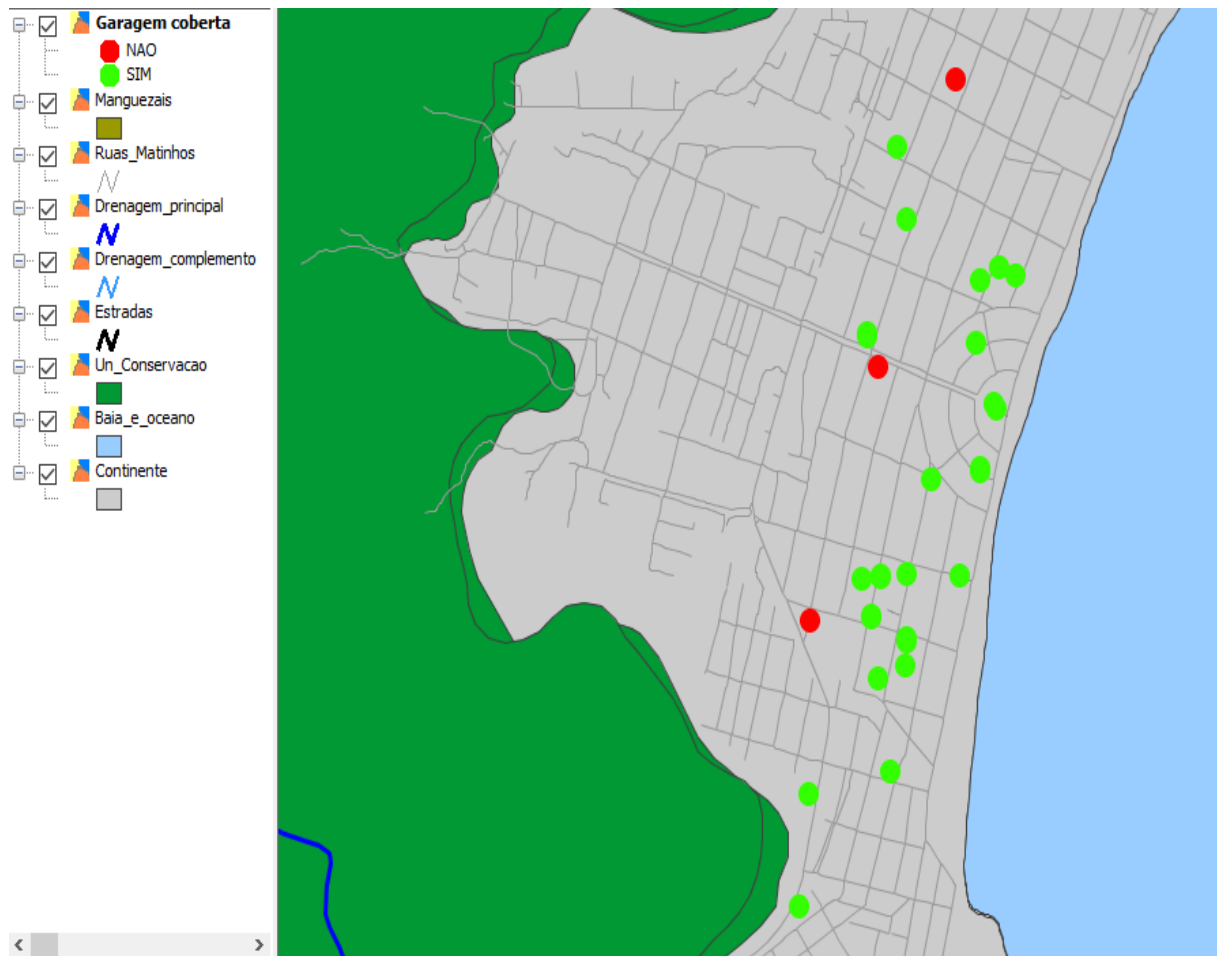 Garagem coberta
NAO
SIM
Manguezais
Ruas_Matinhos
Drenagem_principal
Drenagem_complemento
Estradas
Un_Conservacao
Baia_e_oceano
Continente